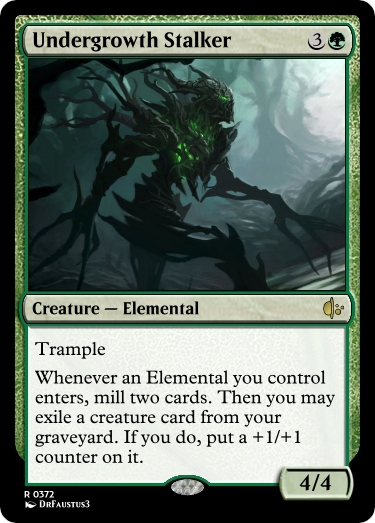 Undergrowth Stalker 3
Creature — Elemental
Trample
Whenever an Elemental you control
enters, mill two cards. Then you may
exile a creature card from your
graveyard. If you do, put a +1/+1
counter on it.
4/4
R 0372
DrFaustus3